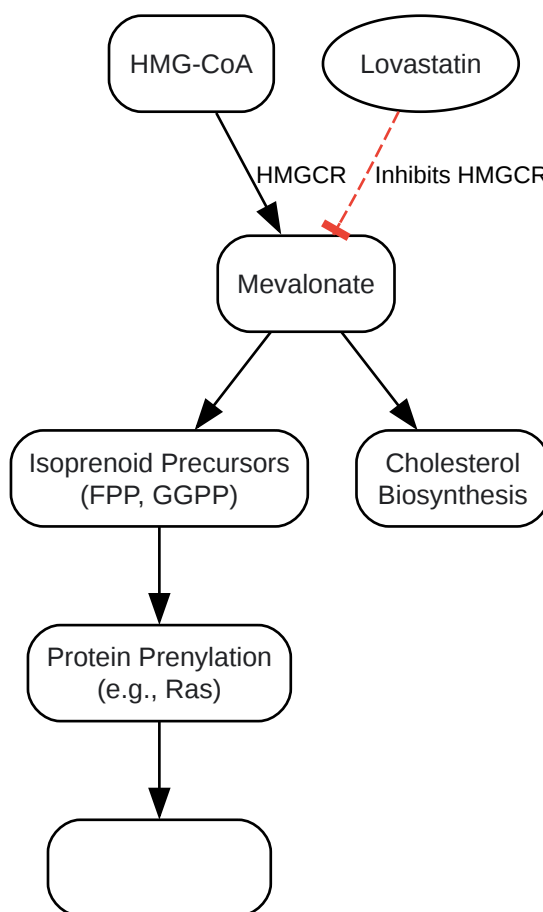 HMG-CoA
Lovastatin
HMGCR
Inhibits HMGCR
Mevalonate
Isoprenoid Precursors
(FPP, GGPP)
Cholesterol
Biosynthesis
Protein Prenylation
(e.g., Ras)